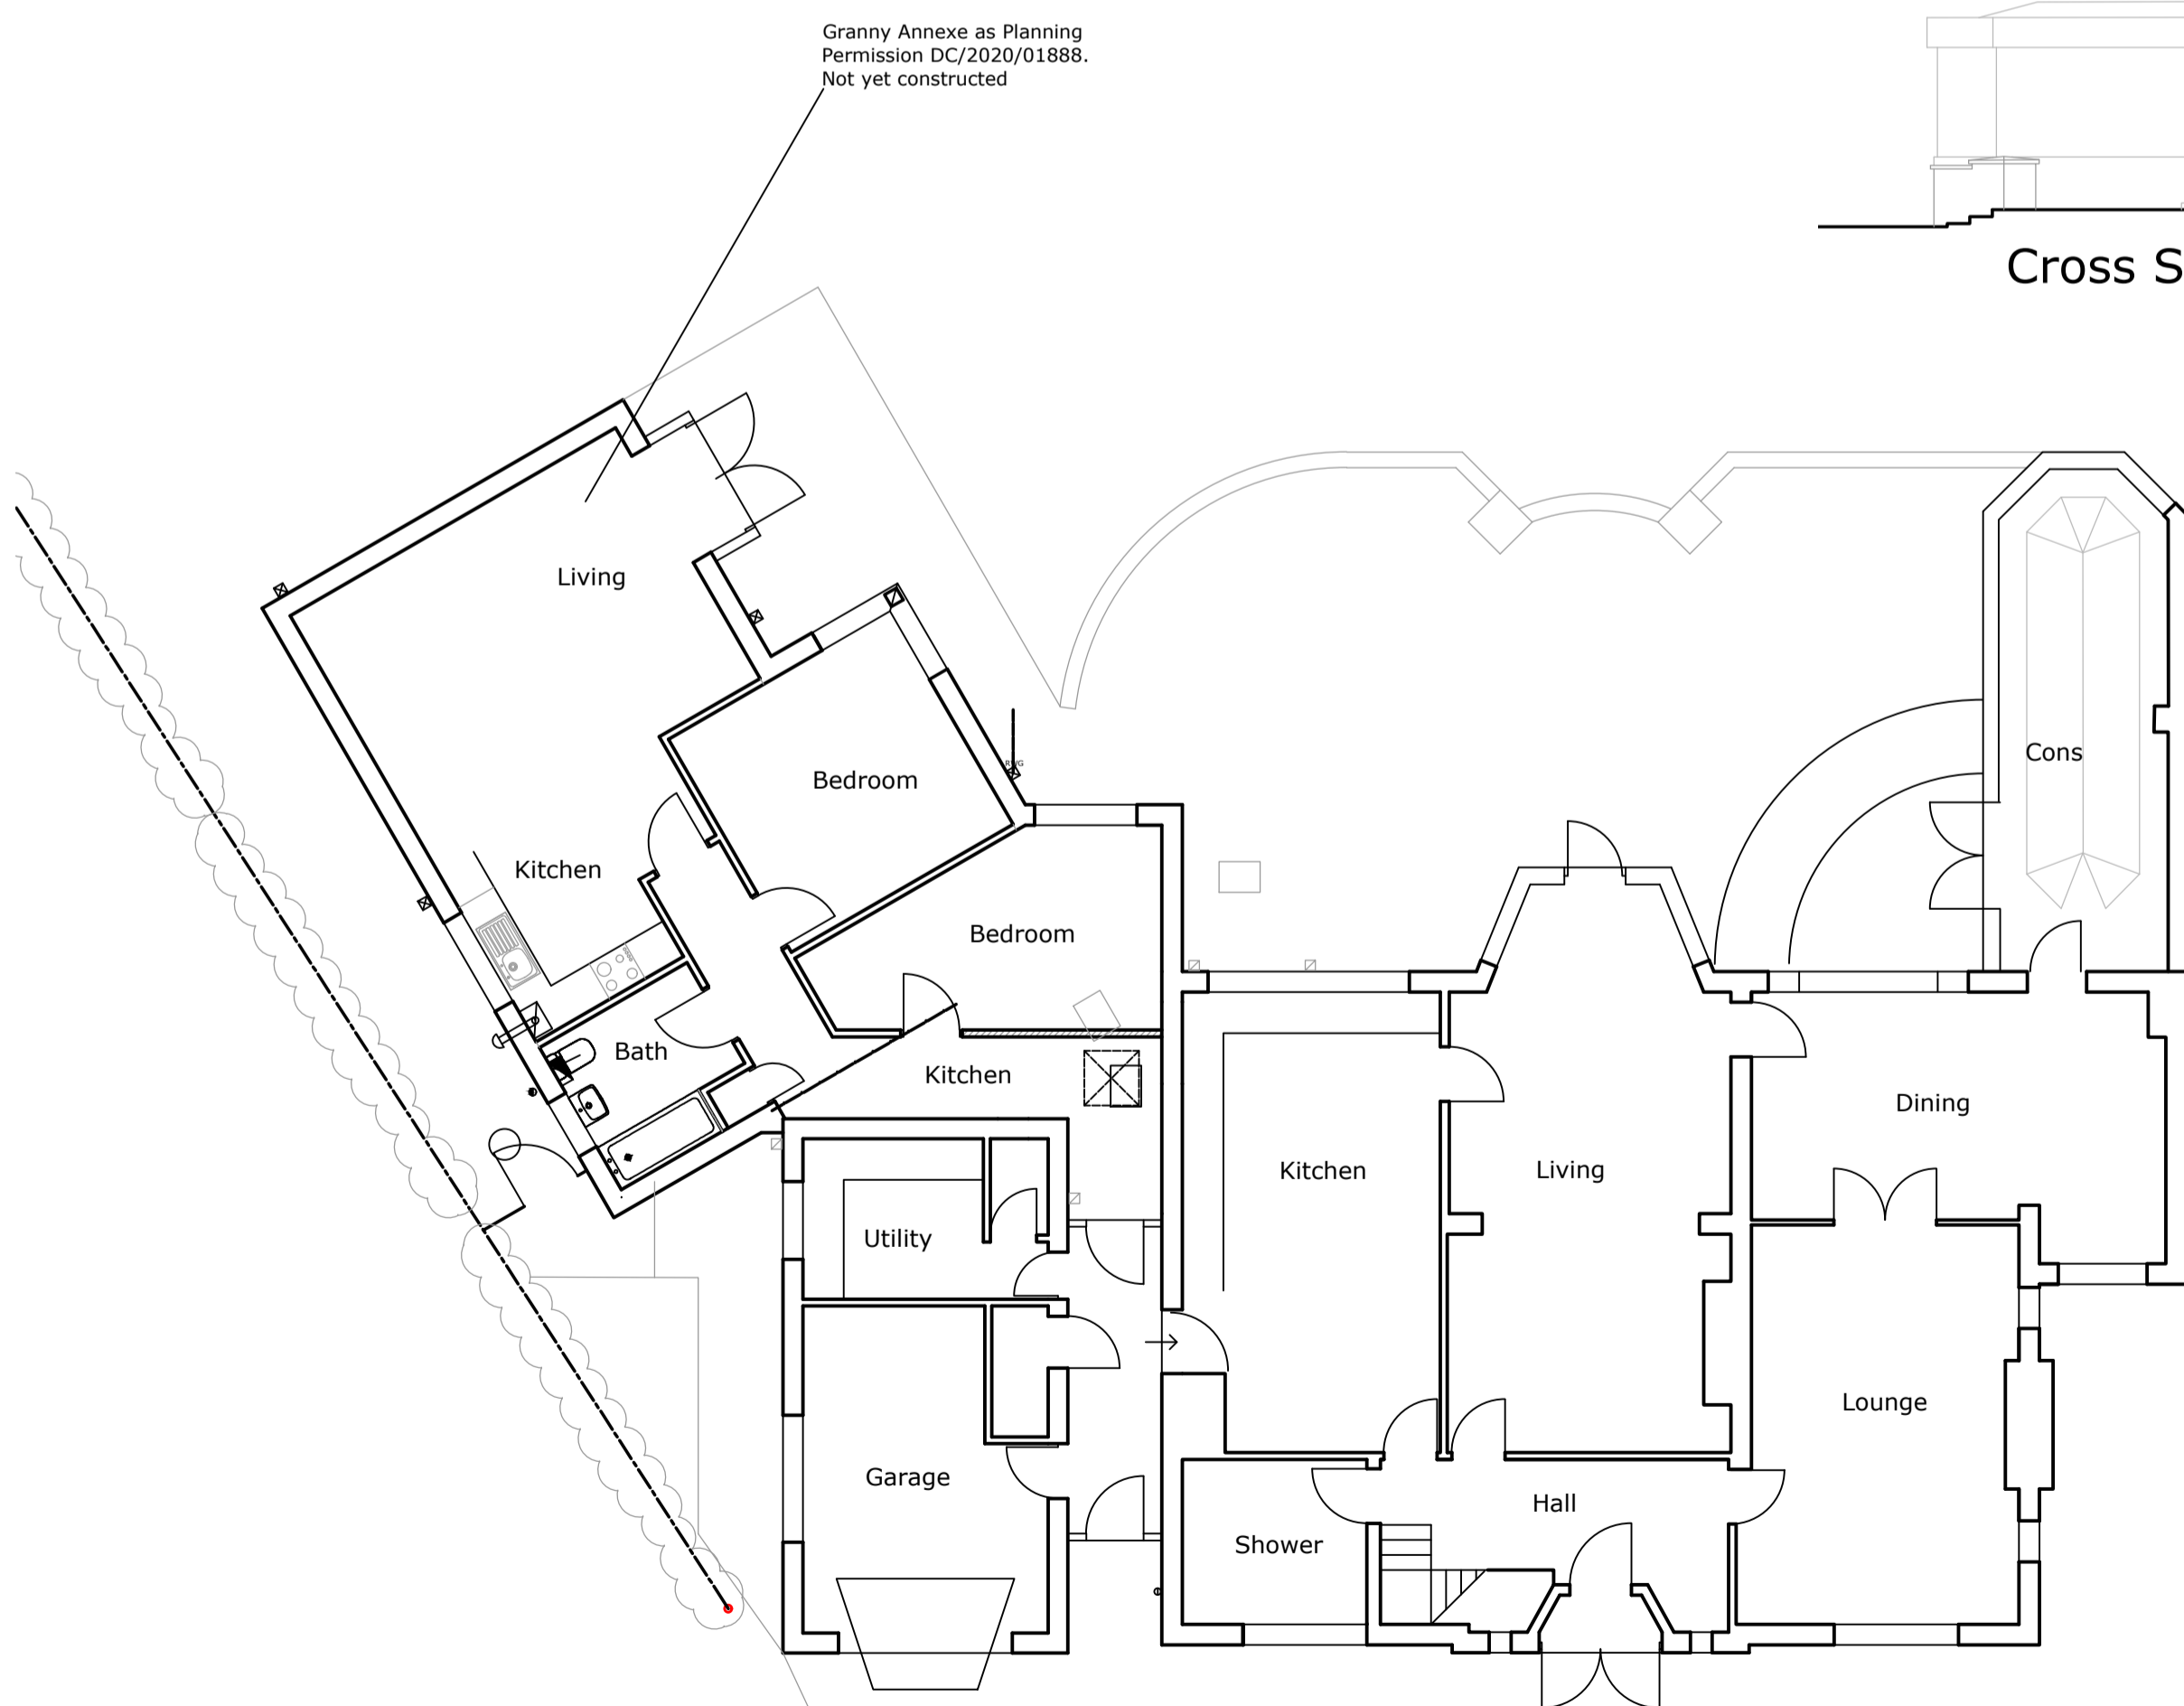 Granny Annexe as Planning
Permission DC/2020/01888.
Not yet constructed
Cross S
Living
Bedroom
Cons
Kitchen
Bedroom
Bath
Kitchen
Dining
Kitchen
Living
Utility
Lounge
Garage
Hall
Shower